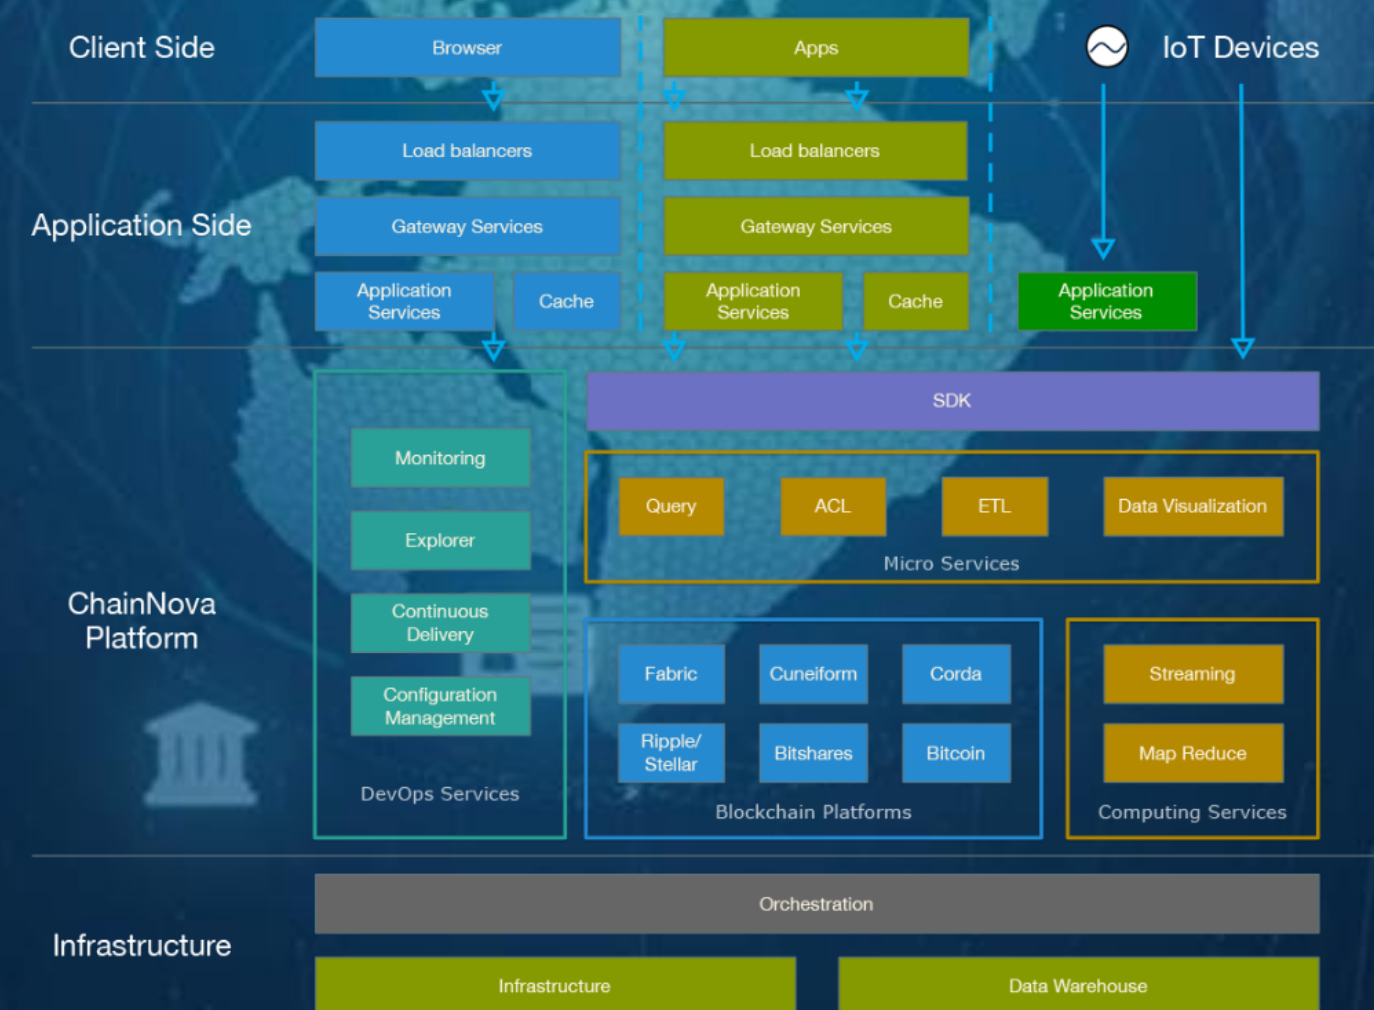 Client Side
Browser
Apps
IoT Devices
Load balancers
Load balancers
Application Side
Gateway Services
Gateway Services
Application
Services
Cache
Application
Services
Cache
Application
Services
SDK
Monitoring
Query
ACL
ETL
Data Visualization
Explorer
Micro Services
ChainNova
Platform
Continuous
Delivery
Configuration
Management
DevOps Services
Fabric
Cuneiform
Corda
Ripple/
Stellar
Bitshares
Bitcoin
Blockchain Platforms
Streaming
Map Reduce
Computing Services
Orchestration
Infrastructure
Infrastructure
Data Warehouse